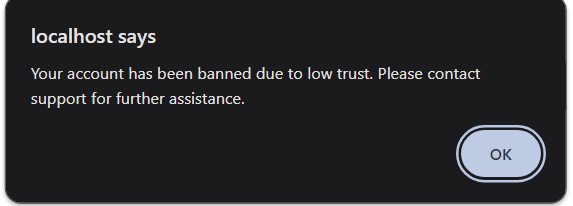 localhost says
Your account has been banned due to low trust. Please contact
support for further assistance.
OK